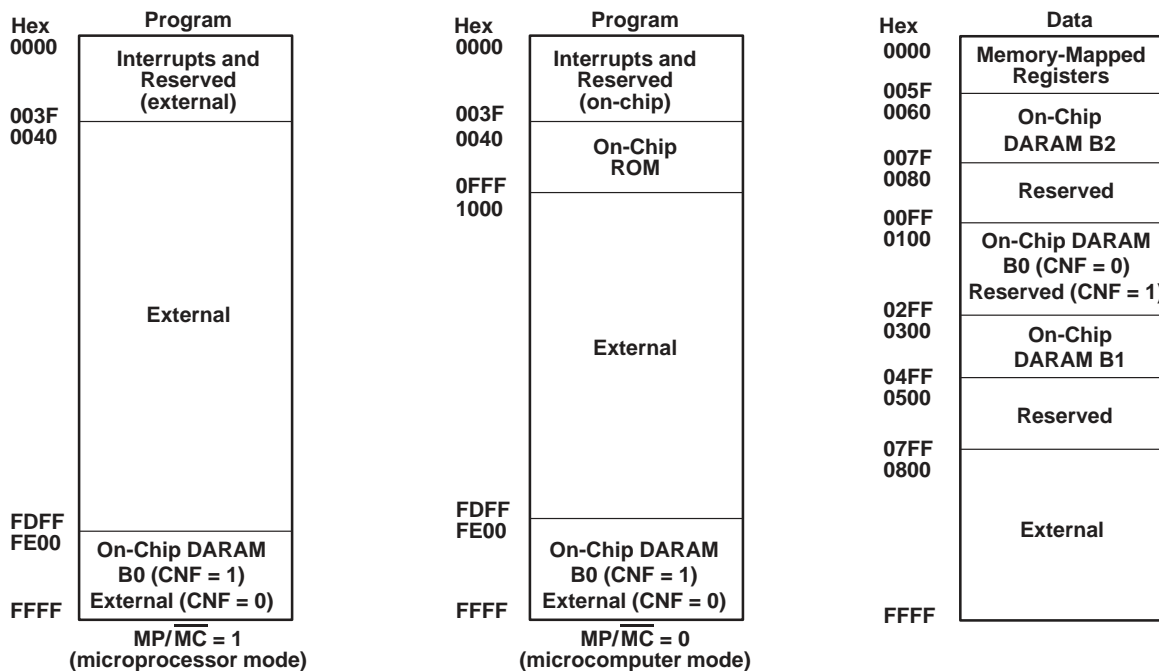 Program
Hex
0000
Interrupts and
Reserved
(external)
003F
0040
External
FDFF
FE00
On-Chip DARAM
B0 (CNF = 1)
External (CNF = 0)
FFFF
MP/MC = 1
(microprocessor mode)
Program
Hex
0000
Interrupts and
Reserved
(on-chip)
003F
0040
On-Chip
ROM
0FFF
1000
External
FDFF
FE00
On-Chip DARAM
B0 (CNF = 1)
External (CNF = 0)
FFFF
MP/MC = 0
(microcomputer mode)
Data
Hex
0000
Memory-Mapped
Registers
005F
0060
On-Chip
DARAM B2
007F
0080
Reserved
00FF
0100
On-Chip DARAM
B0 (CNF = 0)
Reserved (CNF = 1)
02FF
0300
On-Chip
DARAM B1
04FF
0500
Reserved
07FF
0800
External
FFFF